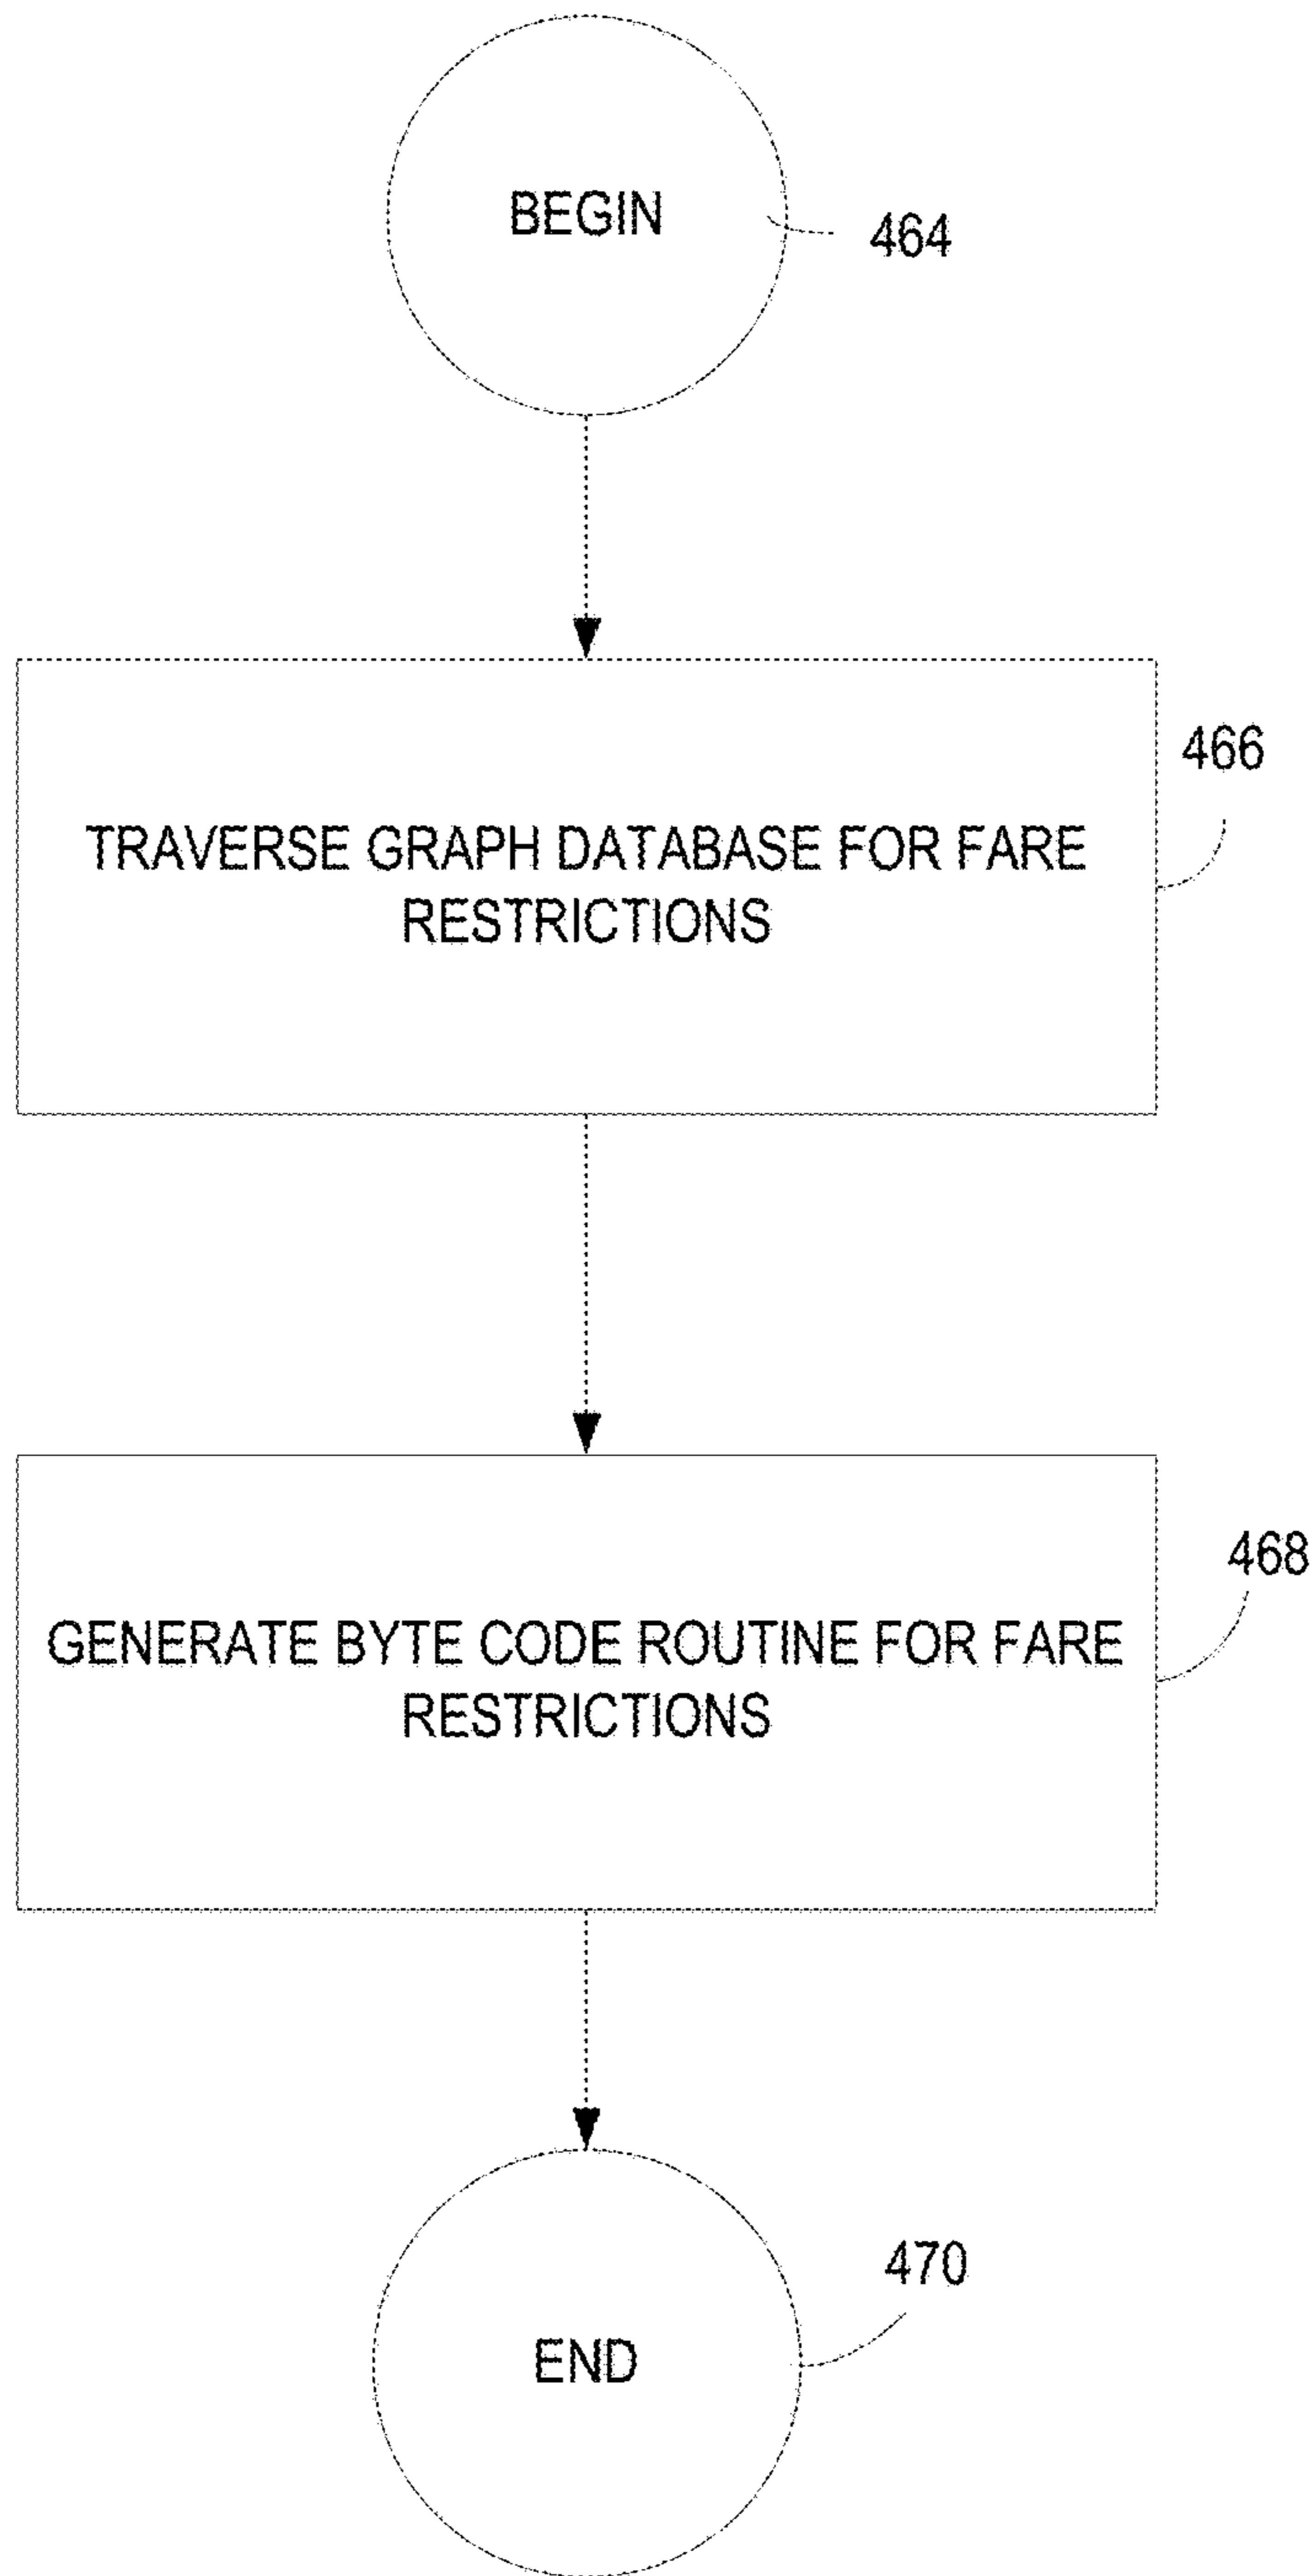 BEGIN
464
466
TRAVERSE GRAPH DATABASE FOR FARE
RESTRICTIONS
468
GENERATE BYTE CODE ROUTINE FOR FARE
RESTRICTIONS
470
END